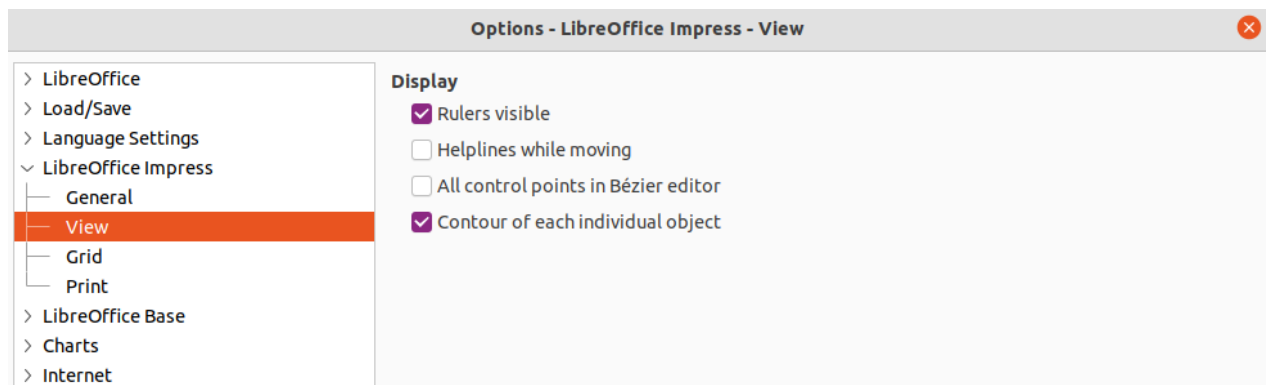 Options - LibreOffice Impress - View
LibreOffice
Load/Save
Language Settings
LibreOffice Impress
General
View
Grid
Print
LibreOffice Base
Charts
Internet
Display
Rulers visible
Helplines while moving
All control points in Bézier editor
Contour of each individual object